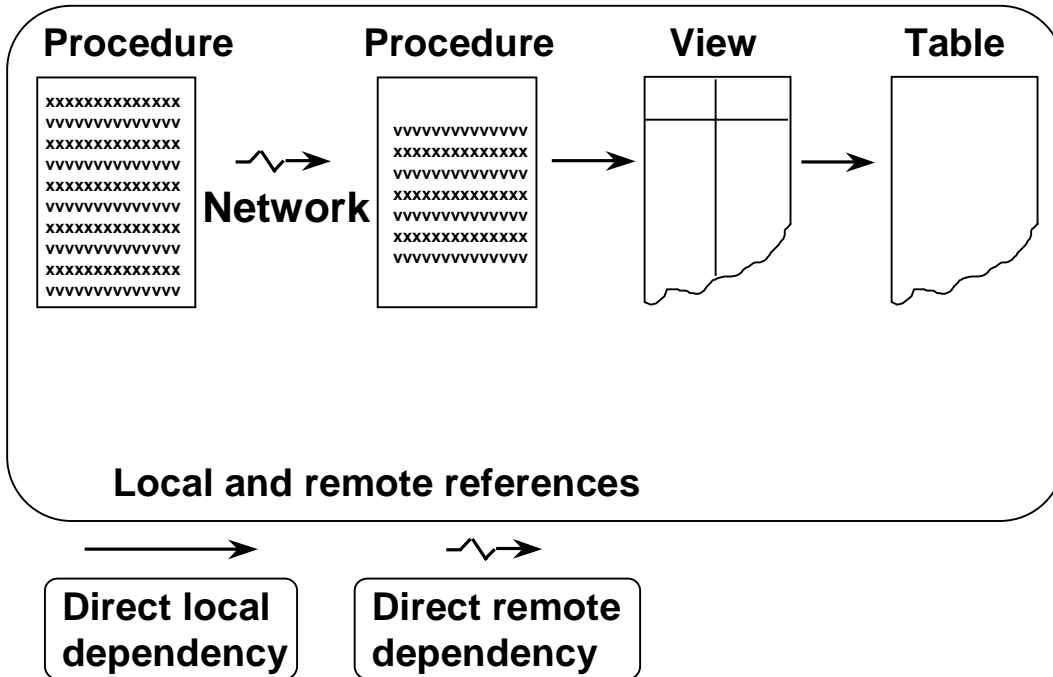 Procedure Procedure View Table
xxxxxxxxxxxxxx
vvvvvvvvvvvvvv
xxxxxxxxxxxxxx
vvvvvvvvvvvvvv
xxxxxxxxxxxxxx
vvvvvvvvvvvvvv
xxxxxxxxxxxxxx
vvvvvvvvvvvvvv
xxxxxxxxxxxxxx
vvvvvvvvvvvvvv
Network
vvvvvvvvvvvvvv
xxxxxxxxxxxxxx
vvvvvvvvvvvvvv
xxxxxxxxxxxxxx
vvvvvvvvvvvvvv
xxxxxxxxxxxxxx
vvvvvvvvvvvvvv
Local and remote references
Direct local
dependency
Direct remote
dependency